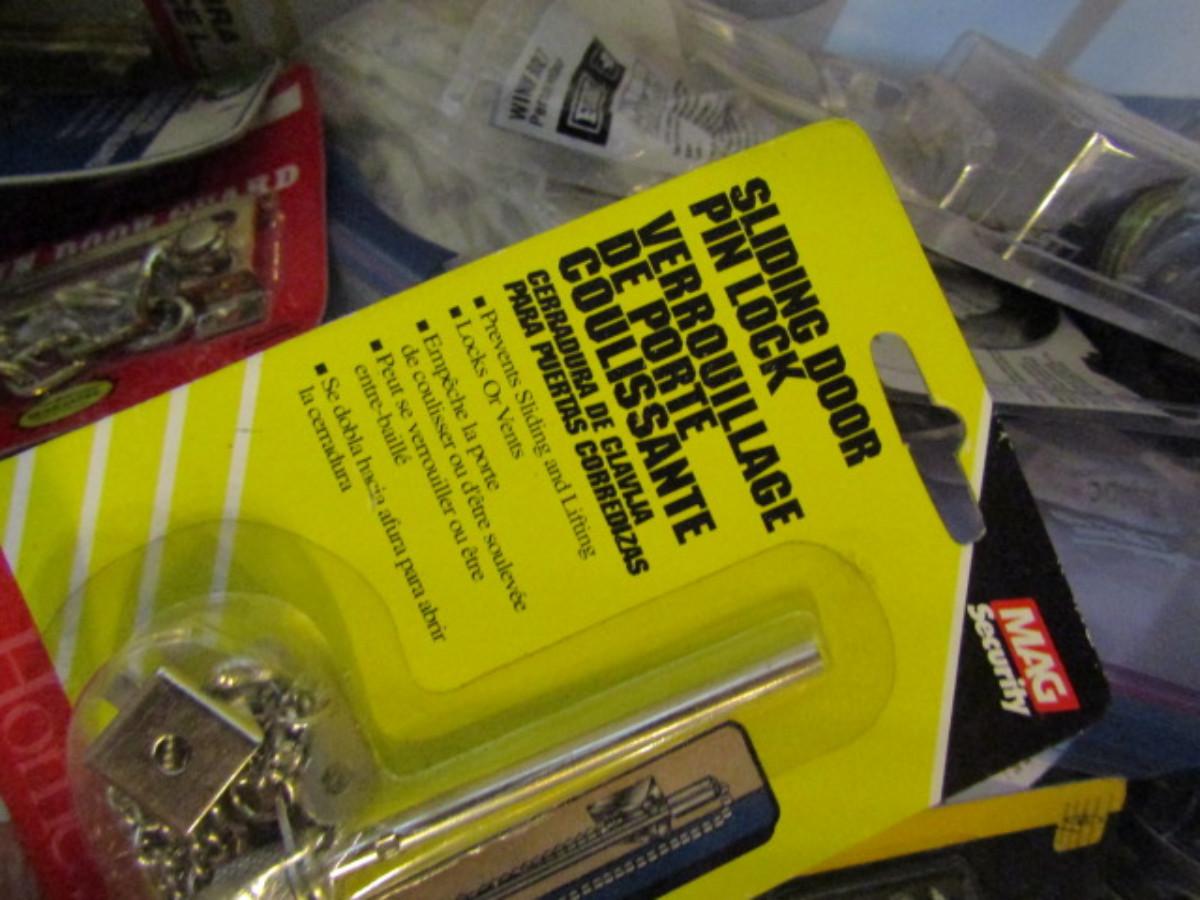 SLIDING DOOR
PIN LOCK
VERROUILLAGE
DE PORTE
COULISSANTE
CERRADURA DE CLAVIJA
PARA PUERTAS CORREDIZAS
▪ Prevents Sliding and Lifting
▪ Locks Or Vents
▪ Empêche la porte
de coulisser ou d'être soulevée
▪ Peut se verrouiller ou être
entre-baillé
▪ Se dobla hacia afura para abrir
la cerradura
MAG
Security
DOOR GUARD